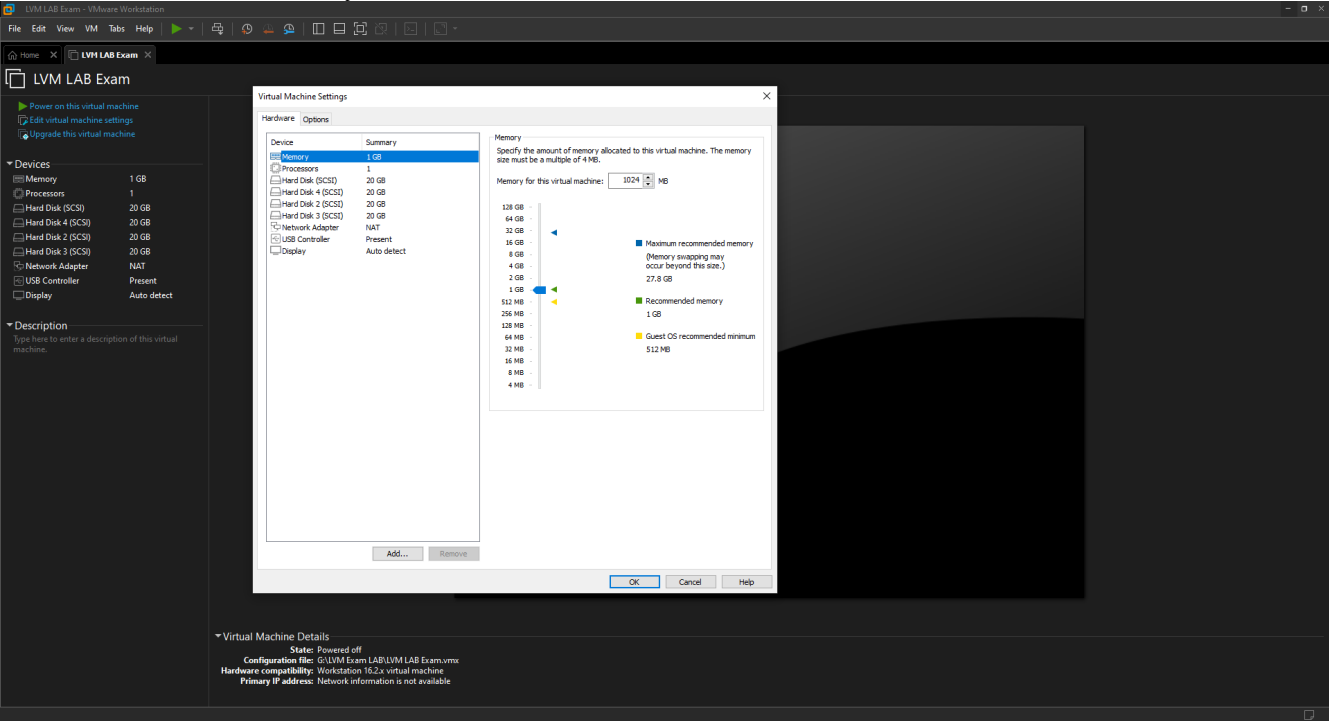 LVM LAB Exam - VMware Workstation
File Edit View VM Tabs Help
Home LVM LAB Exam
LVM LAB Exam
Power on this virtual machine
Edit virtual machine settings
Upgrade this virtual machine
Devices
Memory 1 GB
Processors 1
Hard Disk (SCSI) 20 GB
Hard Disk 4 (SCSI) 20 GB
Hard Disk 2 (SCSI) 20 GB
Hard Disk 3 (SCSI) 20 GB
Network Adapter NAT
USB Controller Present
Display Auto detect
Description
Type here to enter a description of this virtual
machine.
Virtual Machine Settings
Hardware Options
Device Summary
Memory 1 GB
Processors 1
Hard Disk (SCSI) 20 GB
Hard Disk 4 (SCSI) 20 GB
Hard Disk 2 (SCSI) 20 GB
Hard Disk 3 (SCSI) 20 GB
Network Adapter NAT
USB Controller Present
Display Auto detect
Add... Remove
Memory
Specify the amount of memory allocated to this virtual machine. The memory
size must be a multiple of 4 MB.
Memory for this virtual machine: 1024 MB
128 GB
64 GB
32 GB
16 GB
8 GB
4 GB
2 GB
1 GB
512 MB
256 MB
128 MB
64 MB
32 MB
16 MB
8 MB
4 MB
Maximum recommended memory
(Memory swapping may
occur beyond this size.)
27.8 GB
Recommended memory
1 GB
Guest OS recommended minimum
512 MB
OK Cancel Help
Virtual Machine Details
State: Powered off
Configuration file: G:\LVM Exam LAB\LVM LAB Exam.vmx
Hardware compatibility: Workstation 16.2.x virtual machine
Primary IP address: Network information is not available